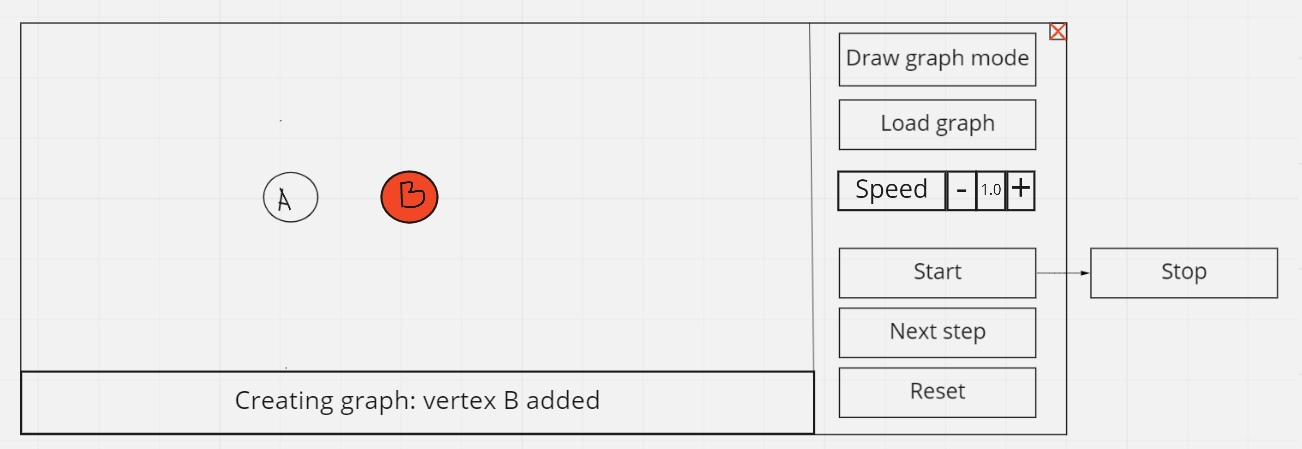 Draw graph mode
Load graph
Speed - 1.0 +
A B
Start Stop
Next step
Reset
Creating graph: vertex B added